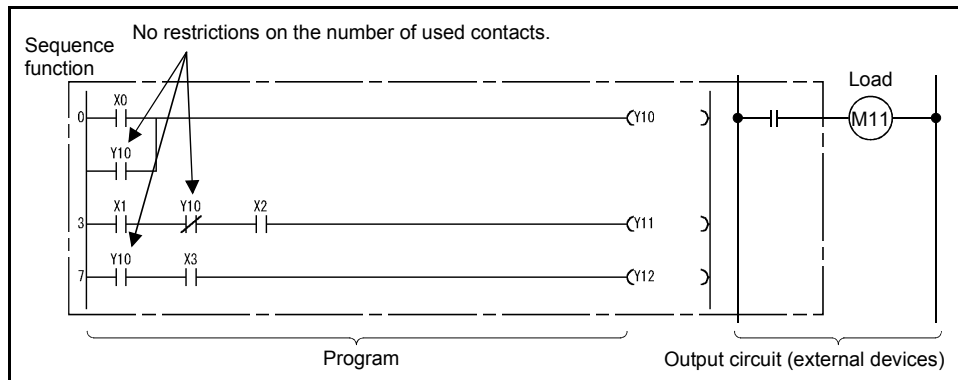 No restrictions on the number of used contacts.
Sequence
function
Load
X0
0
Y10
M11
Y10
X1
Y10
X2
3
Y11
Y10
X3
7
Y12
Program
Output circuit (external devices)